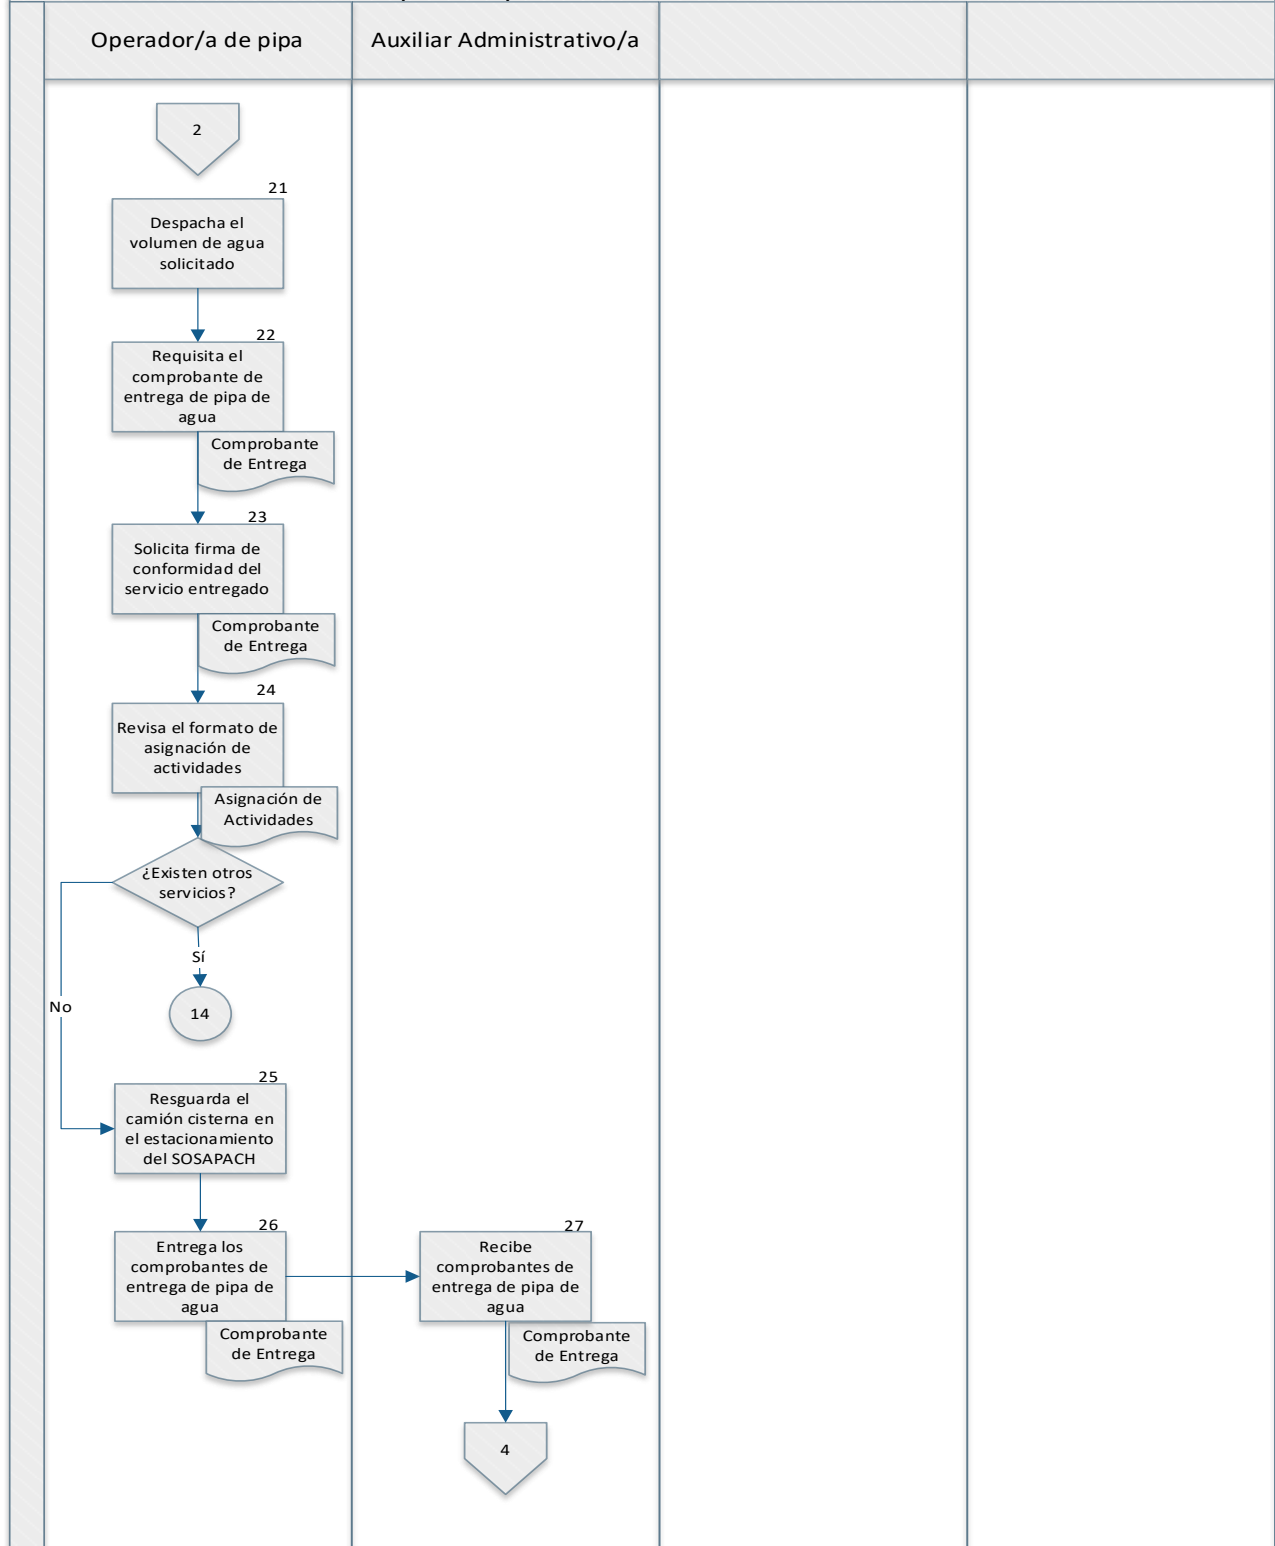 Operador/a de pipa
Auxiliar Administrativo/a
2
21
Despacha el
volumen de agua
solicitado
22
Requisita el
comprobante de
entrega de pipa de
agua
Comprobante
de Entrega
23
Solicita firma de
conformidad del
servicio entregado
Comprobante
de Entrega
24
Revisa el formato de
asignación de
actividades
Asignación de
Actividades
¿Existen otros
servicios?
Sí
No
14
25
Resguarda el
camión cisterna en
el estacionamiento
del SOSAPACH
26
Entrega los
comprobantes de
entrega de pipa de
agua
Comprobante
de Entrega
27
Recibe
comprobantes de
entrega de pipa de
agua
Comprobante
de Entrega
4